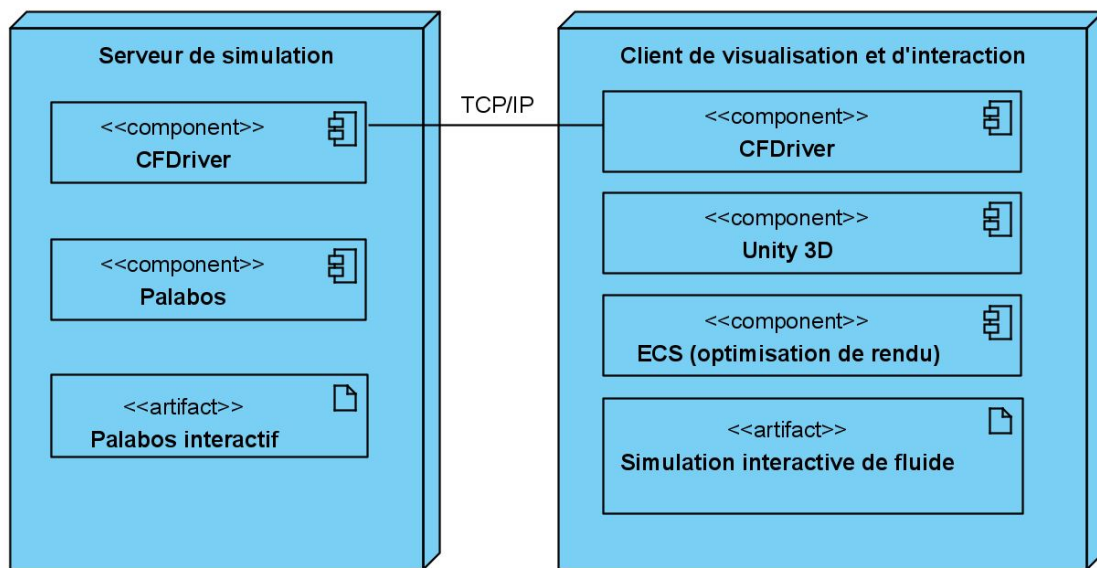 Serveur de simulation
<<component>>
CFDriver
<<component>>
Palabos
<<artifact>>
Palabos interactif
TCP/IP
Client de visualisation et d'interaction
<<component>>
CFDriver
<<component>>
Unity 3D
<<component>>
ECS (optimisation de rendu)
<<artifact>>
Simulation interactive de fluide